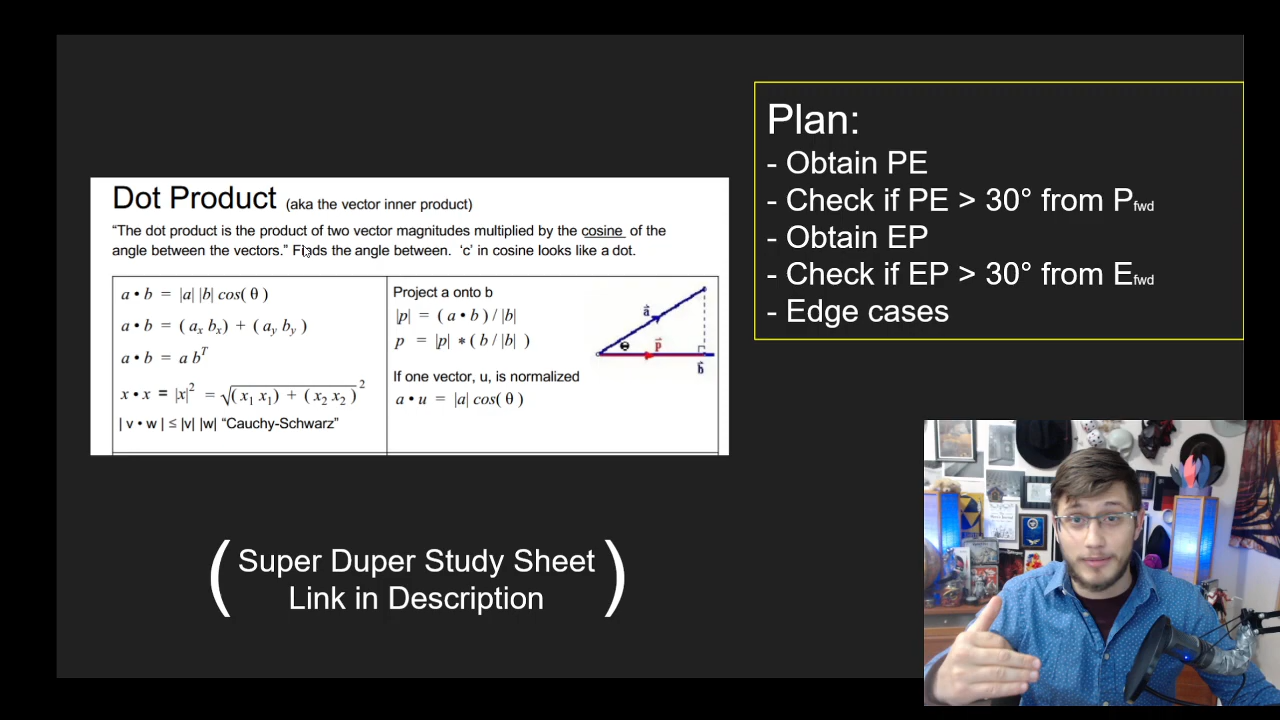 Dot Product (aka the vector inner product)
“The dot product is the product of two vector magnitudes multiplied by the cosine of the
angle between the vectors.” Finds the angle between. ‘c’ in cosine looks like a dot.
a • b = |a| |b| cos( θ )
a • b = ( aₓ bₓ ) + ( a_y b_y )
a • b = a bᵀ
x • x = |x|² = √( x₁ x₁ ) + ( x₂ x₂ ) ²
| v • w | ≤ |v| |w| “Cauchy-Schwarz”
Project a onto b
|p| = ( a • b ) / |b|
p = |p| ∗ ( b / |b| )
If one vector, u, is normalized
a • u = |a| cos( θ )
a
Θ
p
b
Plan:
- Obtain PE
- Check if PE > 30° from Pfwd
- Obtain EP
- Check if EP > 30° from Efwd
- Edge cases
( Super Duper Study Sheet
Link in Description )